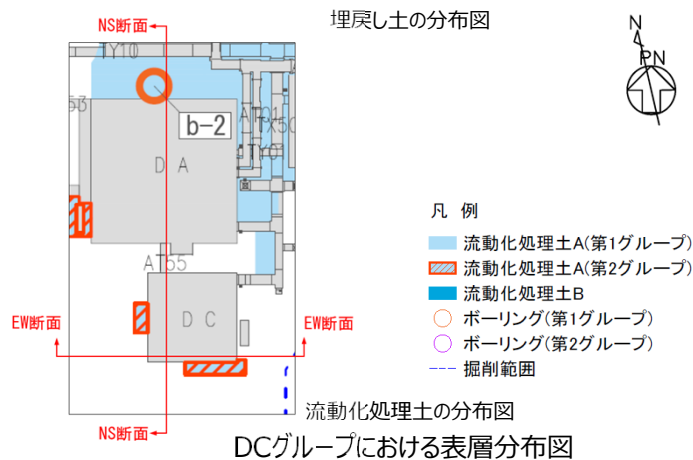 NS断面
埋戻し土の分布図
N
PN
TY10
b-2
D A
凡 例
流動化処理土A(第1グループ)
流動化処理土A(第2グループ)
流動化処理土B
ボーリング(第1グループ)
ボーリング(第2グループ)
掘削範囲
AT55
D C
EW断面
EW断面
流動化処理土の分布図
NS断面
DCグループにおける表層分布図